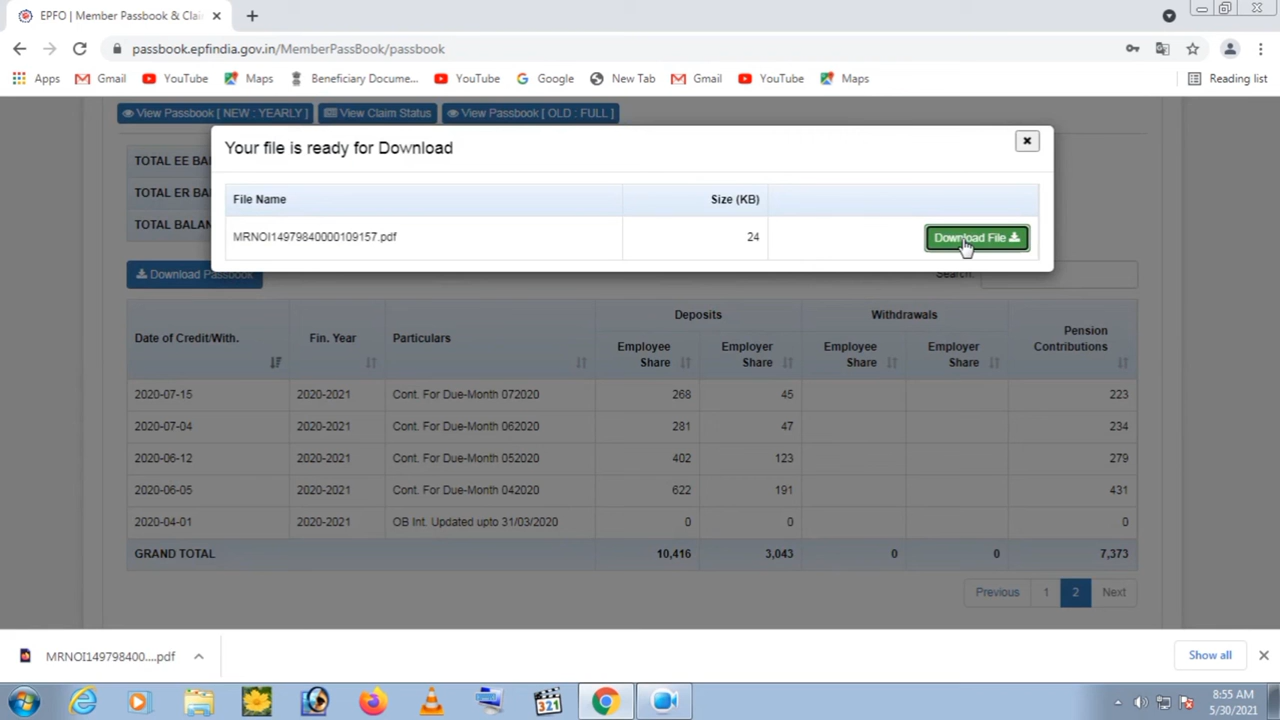 EPFO | Member Passbook & Clai
passbook.epfindia.gov.in/MemberPassBook/passbook
Apps Gmail YouTube Maps Beneficiary Docume... YouTube Google New Tab Gmail YouTube Maps Reading list
View Passbook [ NEW : YEARLY ] View Claim Status View Passbook [ OLD : FULL ]
Your file is ready for Download
TOTAL EE BA
TOTAL ER BA
TOTAL BALAN
File Name Size (KB)
MRNOI14979840000109157.pdf 24 Download File
Download Passbook Search:
Deposits Withdrawals
Date of Credit/With. Fin. Year Particulars Employee Share Employer Share Employee Share Employer Share Pension Contributions
2020-07-15 2020-2021 Cont. For Due-Month 072020 268 45 223
2020-07-04 2020-2021 Cont. For Due-Month 062020 281 47 234
2020-06-12 2020-2021 Cont. For Due-Month 052020 402 123 279
2020-06-05 2020-2021 Cont. For Due-Month 042020 622 191 431
2020-04-01 2020-2021 OB Int. Updated upto 31/03/2020 0 0 0
GRAND TOTAL 10,416 3,043 0 0 7,373
Previous 1 2 Next
MRNOI149798400....pdf Show all
321
8:55 AM
5/30/2021